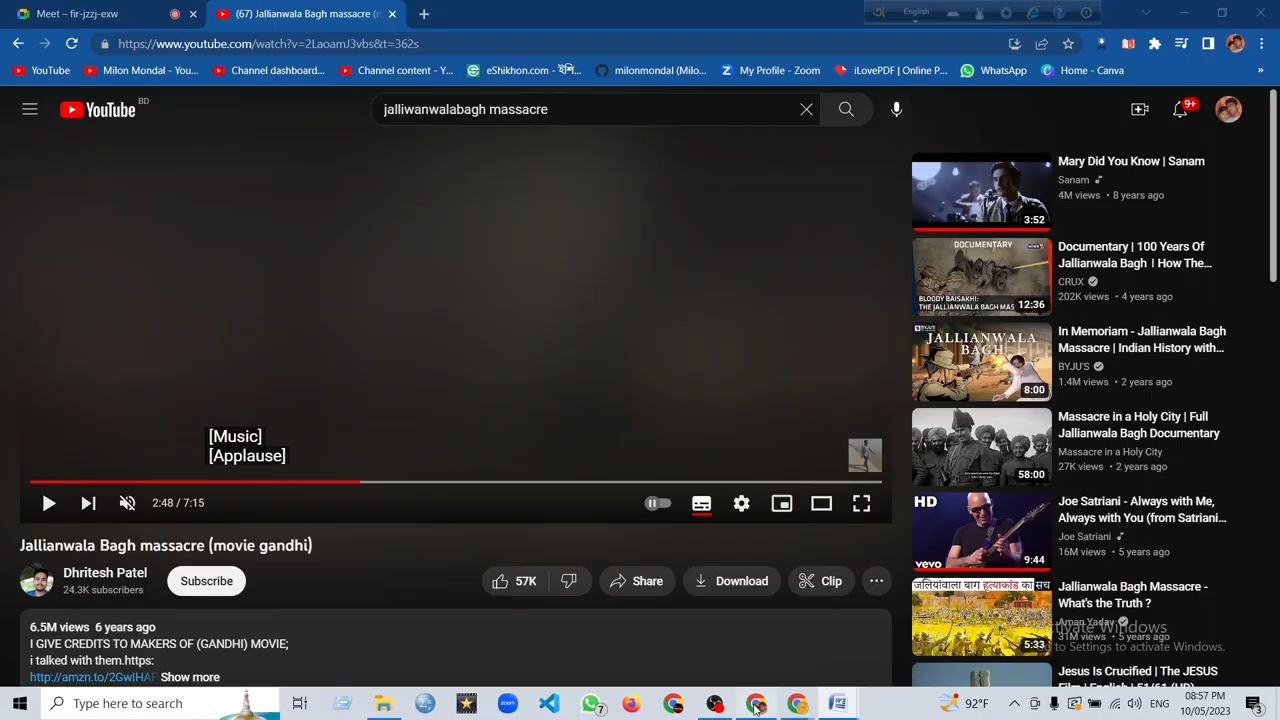 Meet – fir-jzzj-exw
(67) Jallianwala Bagh massacre (n
English
https://www.youtube.com/watch?v=2LaoamJ3vbs&t=362s
YouTube
Milon Mondal - You...
Channel dashboard...
Channel content - Y...
eShikhon.com - হাই-...
milonmondal (Milo...
My Profile - Zoom
iLovePDF | Online P...
WhatsApp
Home - Canva
»
YouTube BD
jalliwanwalabagh massacre
9+
Mary Did You Know | Sanam
Sanam
4M views • 8 years ago
3:52
DOCUMENTARY
BLOODY BAISAKHI:
THE JALLIANWALA BAGH MAS
12:36
Documentary | 100 Years Of
Jallianwala Bagh । How The...
CRUX
202K views • 4 years ago
BYJU'S
JALLIANWALA
BAGH
8:00
In Memoriam - Jallianwala Bagh
Massacre | Indian History with...
BYJU'S
1.4M views • 2 years ago
58:00
Massacre in a Holy City | Full
Jallianwala Bagh Documentary
Massacre in a Holy City
27K views • 2 years ago
HD
vevo
9:44
Joe Satriani - Always with Me,
Always with You (from Satriani...
Joe Satriani
16M views • 5 years ago
जलियांवाला बाग हत्याकांड का सच
5:33
Jallianwala Bagh Massacre -
What's the Truth ?
Aman Yadav
31M views • 5 years ago
Jesus Is Crucified | The JESUS
[Music]
[Applause]
2:48 / 7:15
Jallianwala Bagh massacre (movie gandhi)
Dhritesh Patel
24.3K subscribers
Subscribe
57K
Share
Download
Clip
6.5M views 6 years ago
I GIVE CREDITS TO MAKERS OF (GANDHI) MOVIE;
i talked with them.https:
http://amzn.to/2GwIHA Show more
Activate Windows
to Settings to activate Windows.
Type here to search
zoom
7
92°F
ENG
08:57 PM
10/05/2023
3